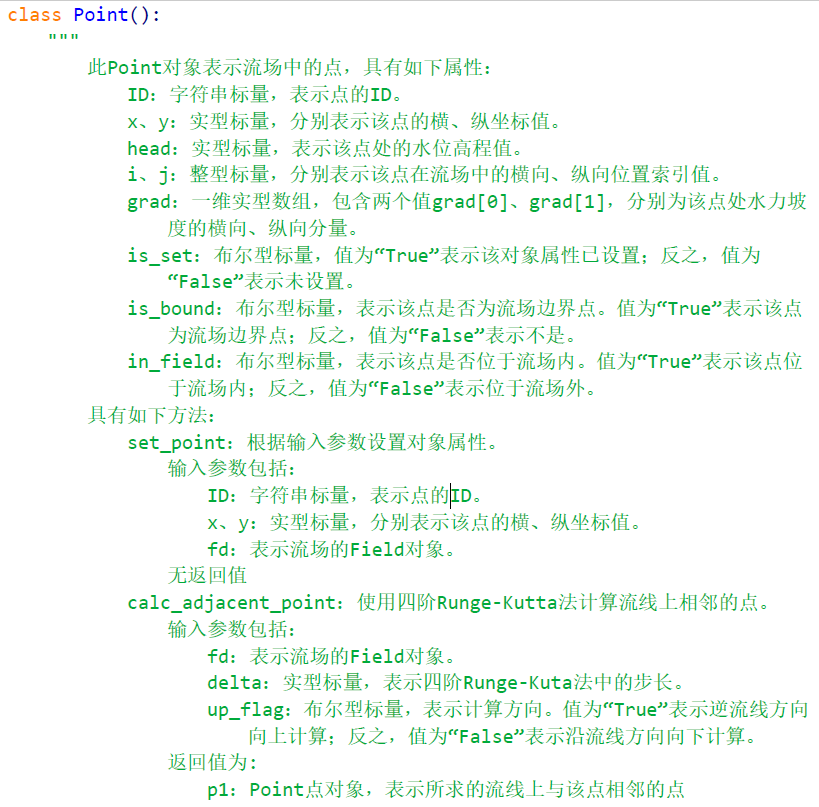 class Point():
"""
此Point对象表示流场中的点，具有如下属性：
ID：字符串标量，表示点的ID。
x、y：实型标量，分别表示该点的横、纵坐标值。
head：实型标量，表示该点处的水位高程值。
i、j：整型标量，分别表示该点在流场中的横向、纵向位置索引值。
grad：一维实型数组，包含两个值grad[0]、grad[1]，分别为该点处水力坡
度的横向、纵向分量。
is_set：布尔型标量，值为“True”表示该对象属性已设置；反之，值为
“False”表示未设置。
is_bound：布尔型标量，表示该点是否为流场边界点。值为“True”表示该点
为流场边界点；反之，值为“False”表示不是。
in_field：布尔型标量，表示该点是否位于流场内。值为“True”表示该点位
于流场内；反之，值为“False”表示位于流场外。
具有如下方法：
set_point：根据输入参数设置对象属性。
输入参数包括：
ID：字符串标量，表示点的ID。
x、y：实型标量，分别表示该点的横、纵坐标值。
fd：表示流场的Field对象。
无返回值
calc_adjacent_point：使用四阶Runge-Kutta法计算流线上相邻的点。
输入参数包括：
fd：表示流场的Field对象。
delta：实型标量，表示四阶Runge-Kuta法中的步长。
up_flag：布尔型标量，表示计算方向。值为“True”表示逆流线方向
向上计算；反之，值为“False”表示沿流线方向向下计算。
返回值为：
p1：Point点对象，表示所求的流线上与该点相邻的点